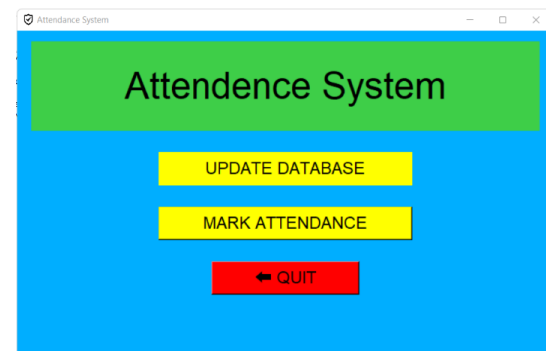 Attendance System
Attendence System
UPDATE DATABASE
MARK ATTENDANCE
⬅ QUIT